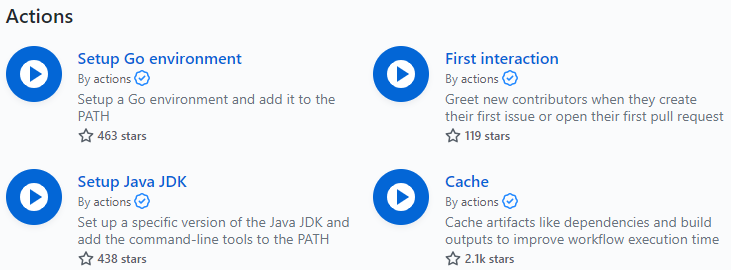 Actions
Setup Go environment
By actions
Setup a Go environment and add it to the
PATH
463 stars
First interaction
By actions
Greet new contributors when they create
their first issue or open their first pull request
119 stars
Setup Java JDK
By actions
Set up a specific version of the Java JDK and
add the command-line tools to the PATH
438 stars
Cache
By actions
Cache artifacts like dependencies and build
outputs to improve workflow execution time
2.1k stars